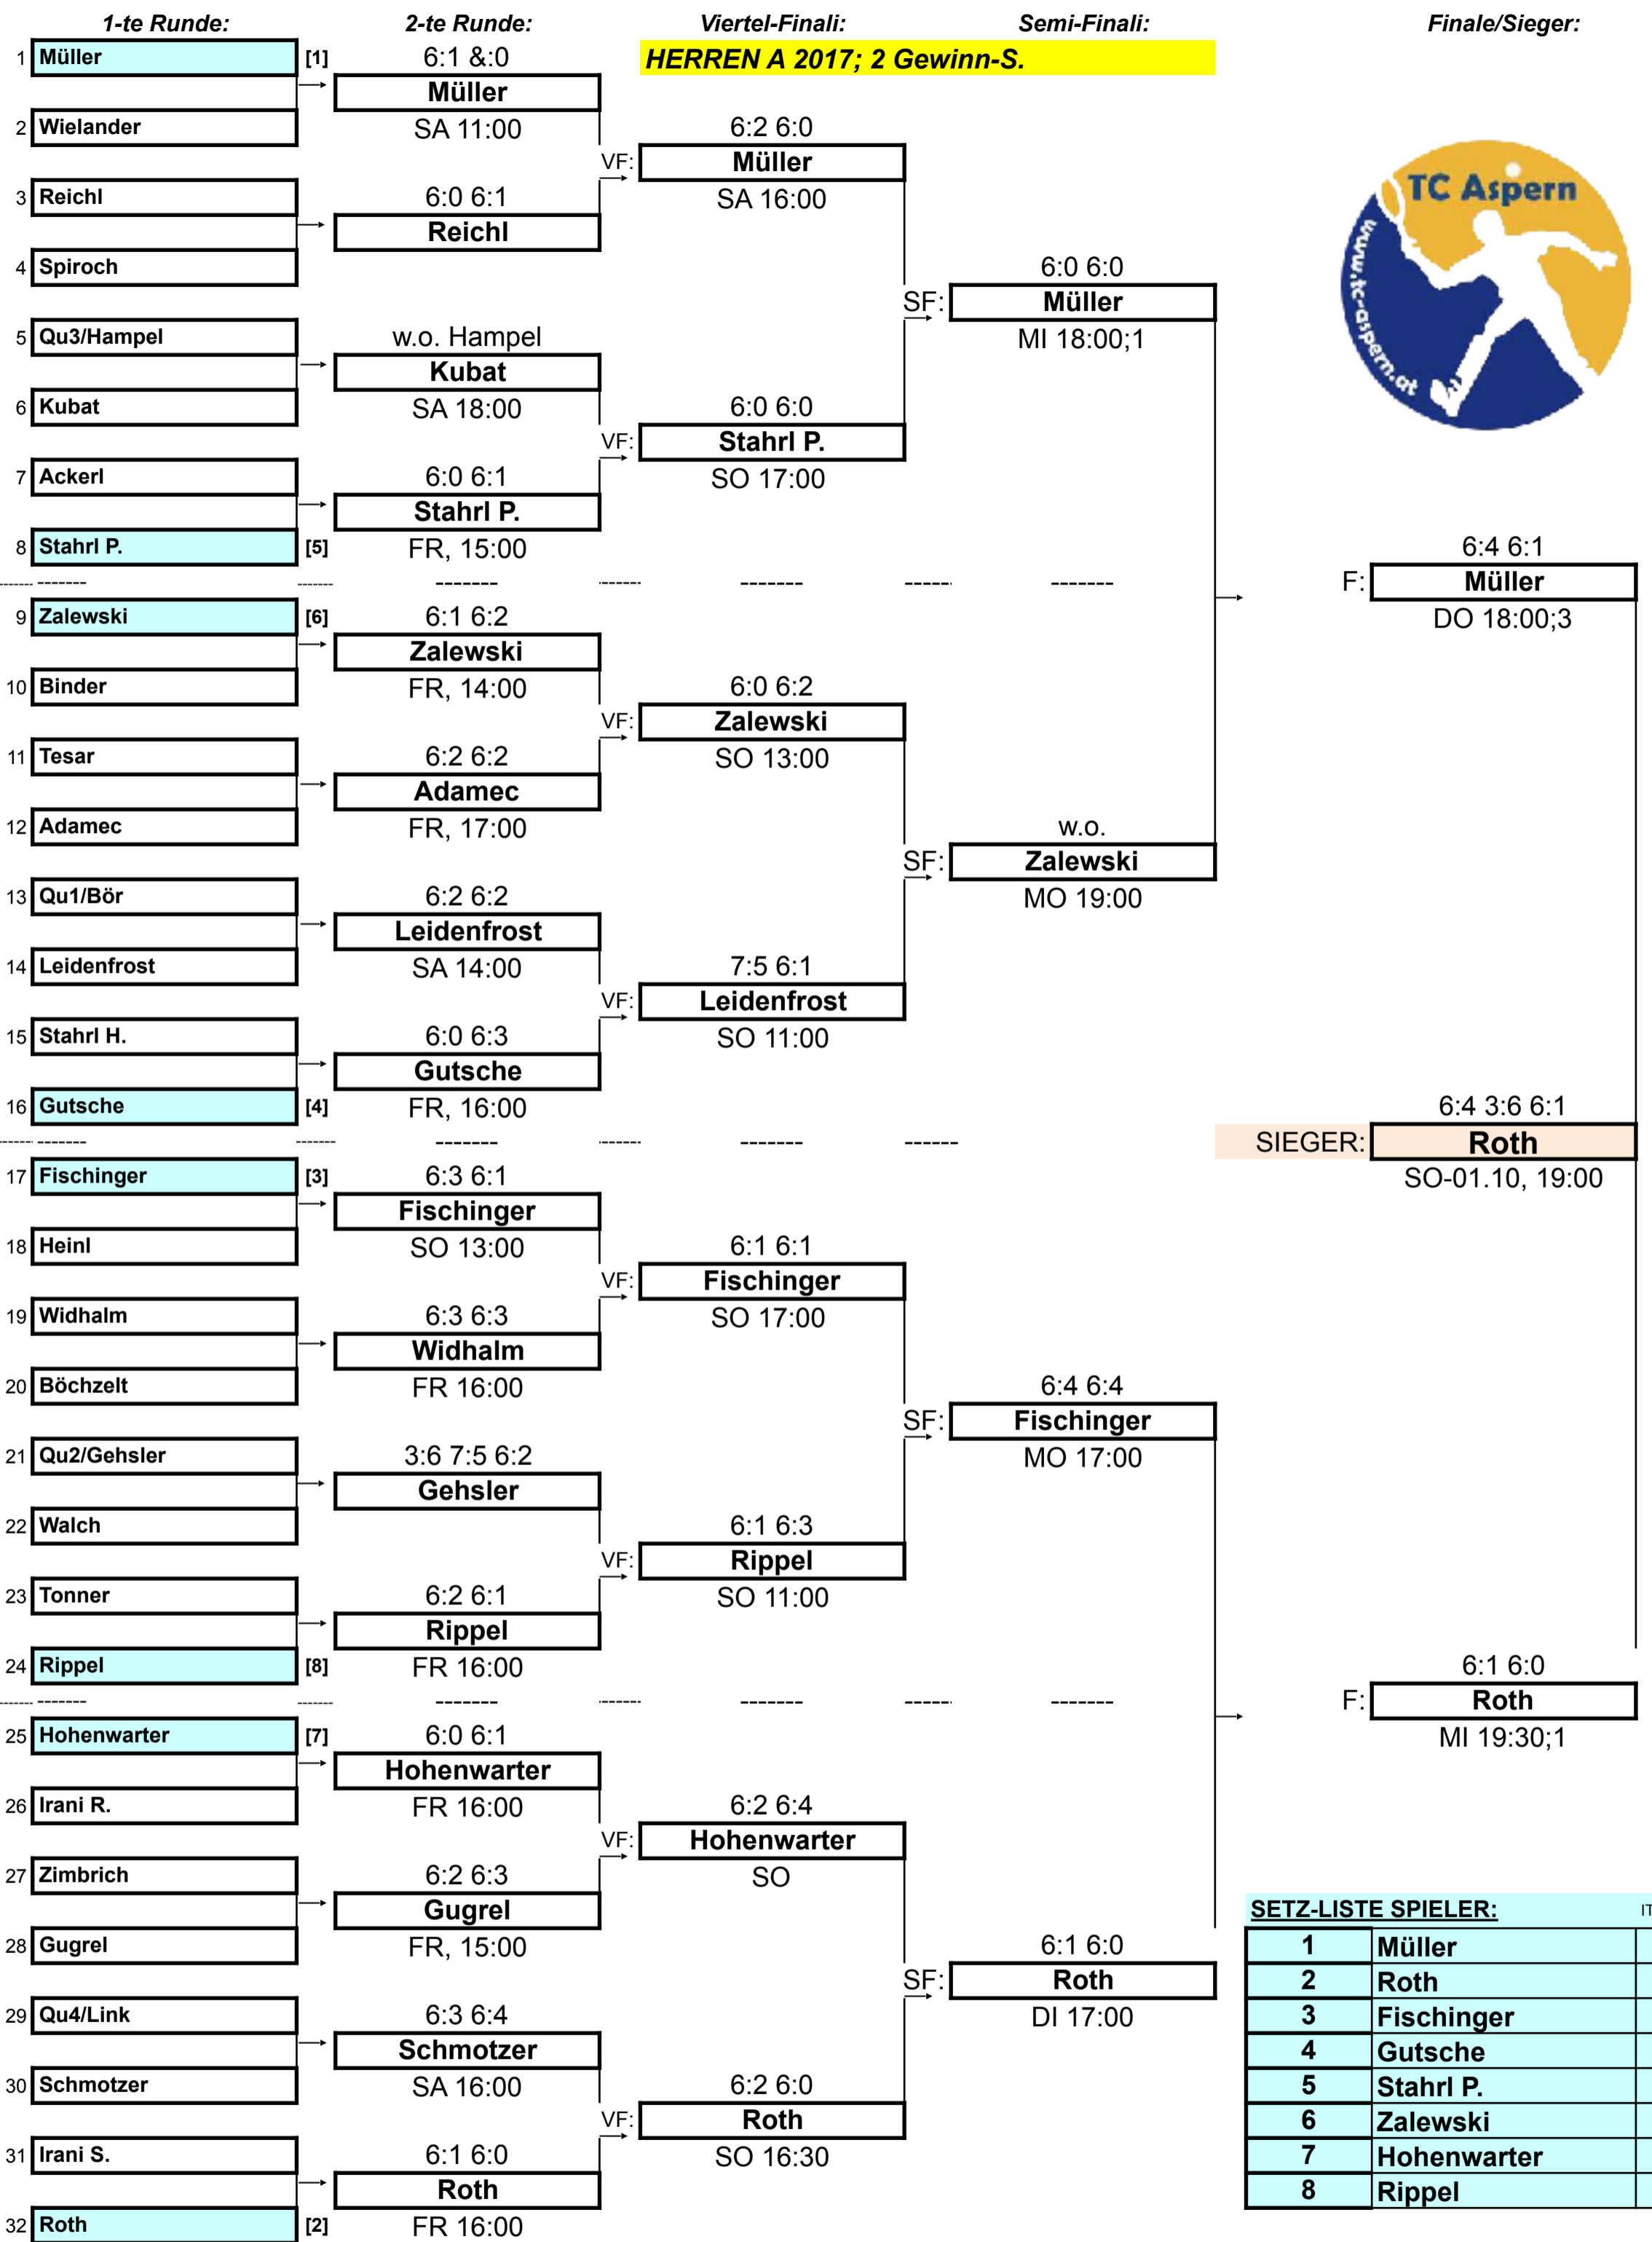 1-te Runde: 2-te Runde: Viertel-Finali: Semi-Finali: Finale/Sieger:
1 Müller [1] 6:1 &:0 HERREN A 2017; 2 Gewinn-S.
Müller
2 Wielander SA 11:00 6:2 6:0
VF: Müller
3 Reichl 6:0 6:1 SA 16:00
Reichl
TC Aspern
www.tc-aspern.at
4 Spiroch 6:0 6:0
SF: Müller
5 Qu3/Hampel w.o. Hampel MI 18:00;1
Kubat
6 Kubat SA 18:00 6:0 6:0
VF: Stahrl P.
7 Ackerl 6:0 6:1 SO 17:00
Stahrl P.
8 Stahrl P. [5] FR, 15:00 6:4 6:1
F: Müller
9 Zalewski [6] 6:1 6:2 DO 18:00;3
Zalewski
10 Binder FR, 14:00 6:0 6:2
VF: Zalewski
11 Tesar 6:2 6:2 SO 13:00
Adamec
12 Adamec FR, 17:00 w.o.
SF: Zalewski
13 Qu1/Bör 6:2 6:2 MO 19:00
Leidenfrost
14 Leidenfrost SA 14:00 7:5 6:1
VF: Leidenfrost
15 Stahrl H. 6:0 6:3 SO 11:00
Gutsche
16 Gutsche [4] FR, 16:00 6:4 3:6 6:1
SIEGER: Roth
17 Fischinger [3] 6:3 6:1 SO-01.10, 19:00
Fischinger
18 Heinl SO 13:00 6:1 6:1
VF: Fischinger
19 Widhalm 6:3 6:3 SO 17:00
Widhalm
20 Böchzelt FR 16:00 6:4 6:4
SF: Fischinger
21 Qu2/Gehsler 3:6 7:5 6:2 MO 17:00
Gehsler
22 Walch 6:1 6:3
VF: Rippel
23 Tonner 6:2 6:1 SO 11:00
Rippel
24 Rippel [8] FR 16:00 6:1 6:0
F: Roth
25 Hohenwarter [7] 6:0 6:1 MI 19:30;1
Hohenwarter
26 Irani R. FR 16:00 6:2 6:4
VF: Hohenwarter
27 Zimbrich 6:2 6:3 SO
Gugrel
SETZ-LISTE SPIELER: IT
28 Gugrel FR, 15:00 6:1 6:0 1 Müller
SF: Roth 2 Roth
29 Qu4/Link 6:3 6:4 DI 17:00 3 Fischinger
Schmotzer 4 Gutsche
30 Schmotzer SA 16:00 6:2 6:0 5 Stahrl P.
VF: Roth 6 Zalewski
31 Irani S. 6:1 6:0 SO 16:30 7 Hohenwarter
Roth 8 Rippel
32 Roth [2] FR 16:00